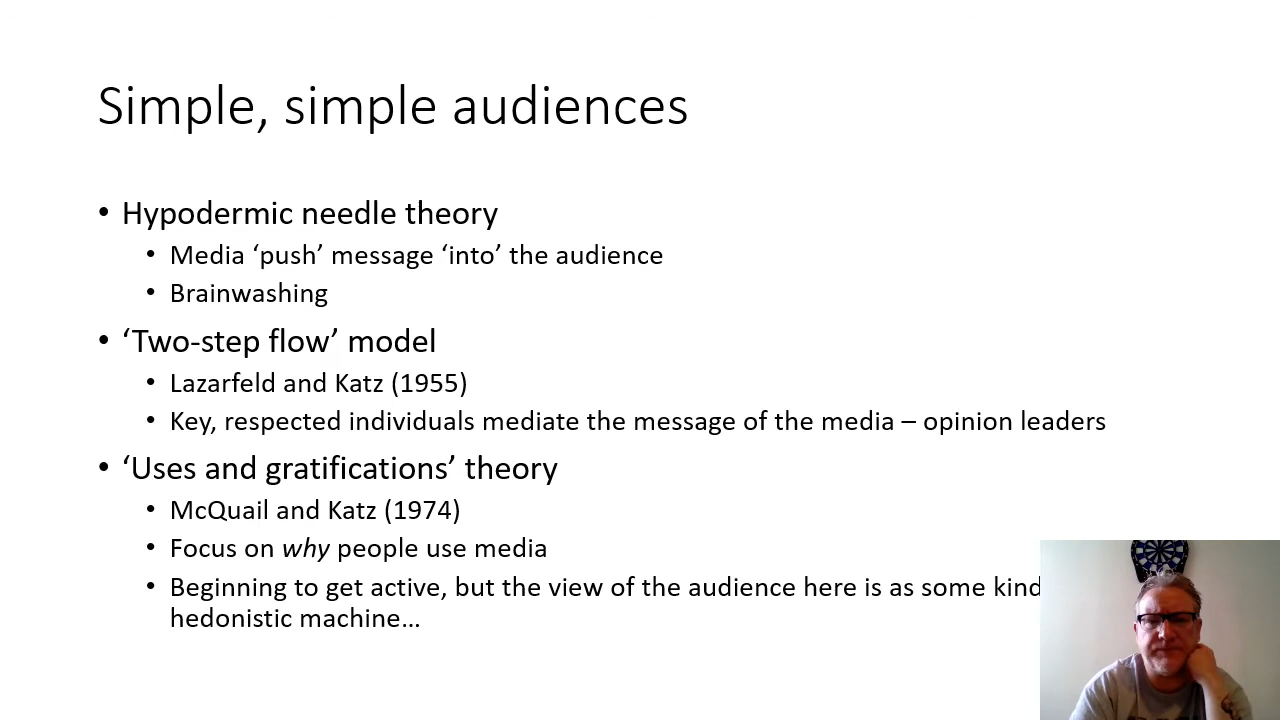 Simple, simple audiences
• Hypodermic needle theory
• Media ‘push’ message ‘into’ the audience
• Brainwashing
• ‘Two-step flow’ model
• Lazarfeld and Katz (1955)
• Key, respected individuals mediate the message of the media – opinion leaders
• ‘Uses and gratifications’ theory
• McQuail and Katz (1974)
• Focus on why people use media
• Beginning to get active, but the view of the audience here is as some kind
hedonistic machine…